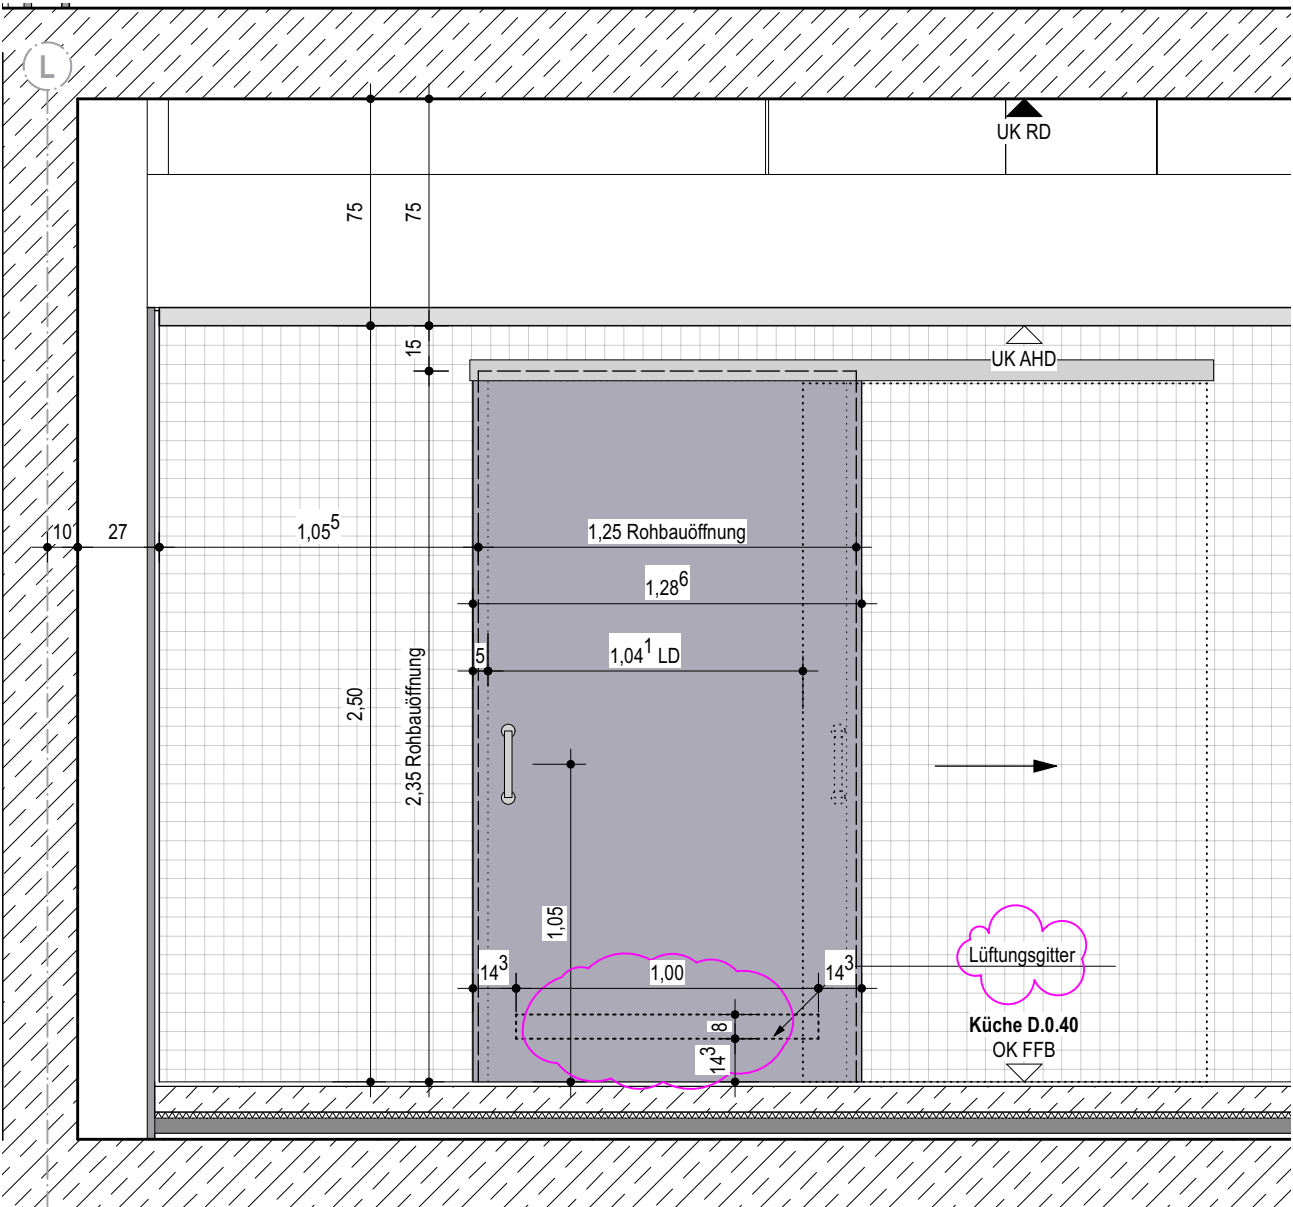 L
UK RD
75
75
15
UK AHD
10
27
1,05⁵
1,25 Rohbauöffnung
1,28⁶
5
1,04¹ LD
2,50
2,35 Rohbauöffnung
1,05
14³
1,00
14³
Lüftungsgitter
8
14³
Küche D.0.40
OK FFB